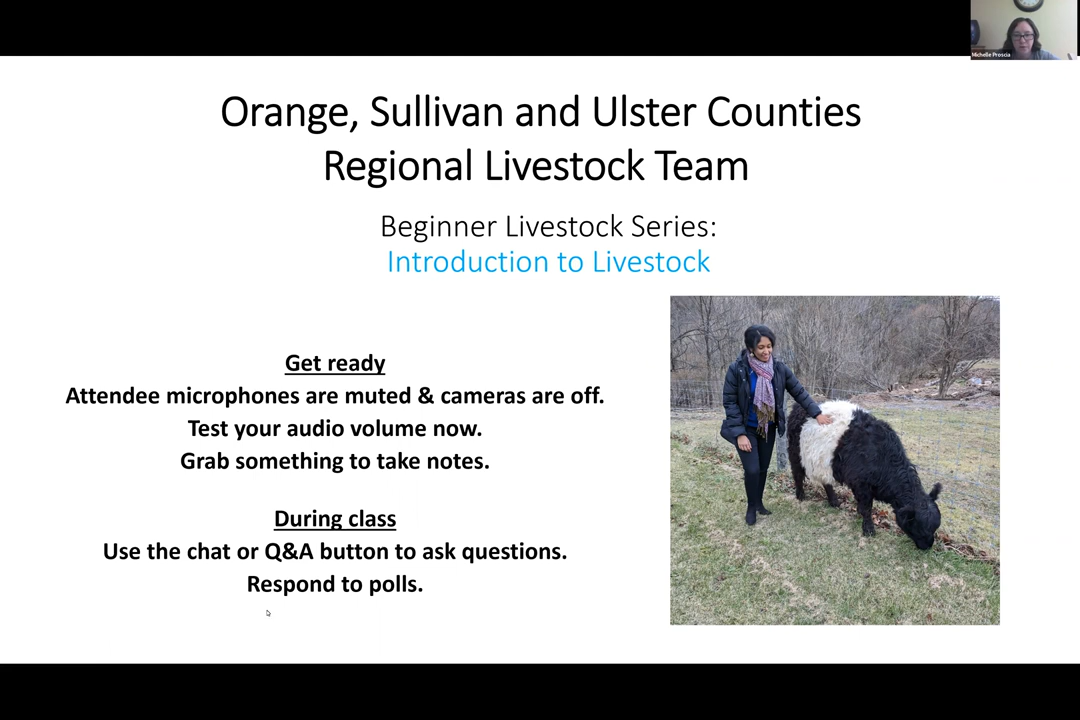 Michelle Proscia
Orange, Sullivan and Ulster Counties
Regional Livestock Team
Beginner Livestock Series:
Introduction to Livestock
Get ready
Attendee microphones are muted & cameras are off.
Test your audio volume now.
Grab something to take notes.
During class
Use the chat or Q&A button to ask questions.
Respond to polls.